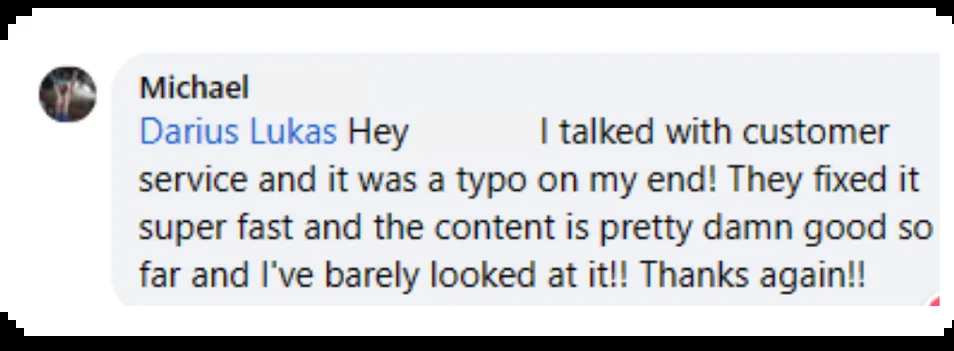 Michael
Darius Lukas Hey I talked with customer
service and it was a typo on my end! They fixed it
super fast and the content is pretty damn good so
far and I've barely looked at it!! Thanks again!!